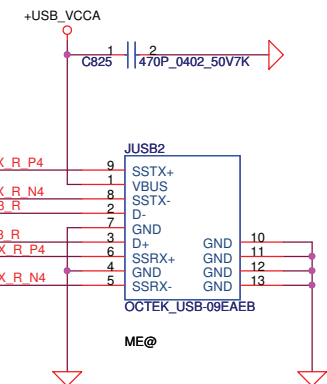 +USB_VCCA
1 2
C825 470P_0402_50V7K
JUSB2
X_R_P4 9 SSTX+
1 VBUS
X_R_N4 8 SSTX-
B_R 2 D-
7 GND
B_R 3 D+ GND 10
X_R_P4 6 SSRX+ GND 11
4 GND GND 12
X_R_N4 5 SSRX- GND 13
OCTEK_USB-09EAEB
ME@